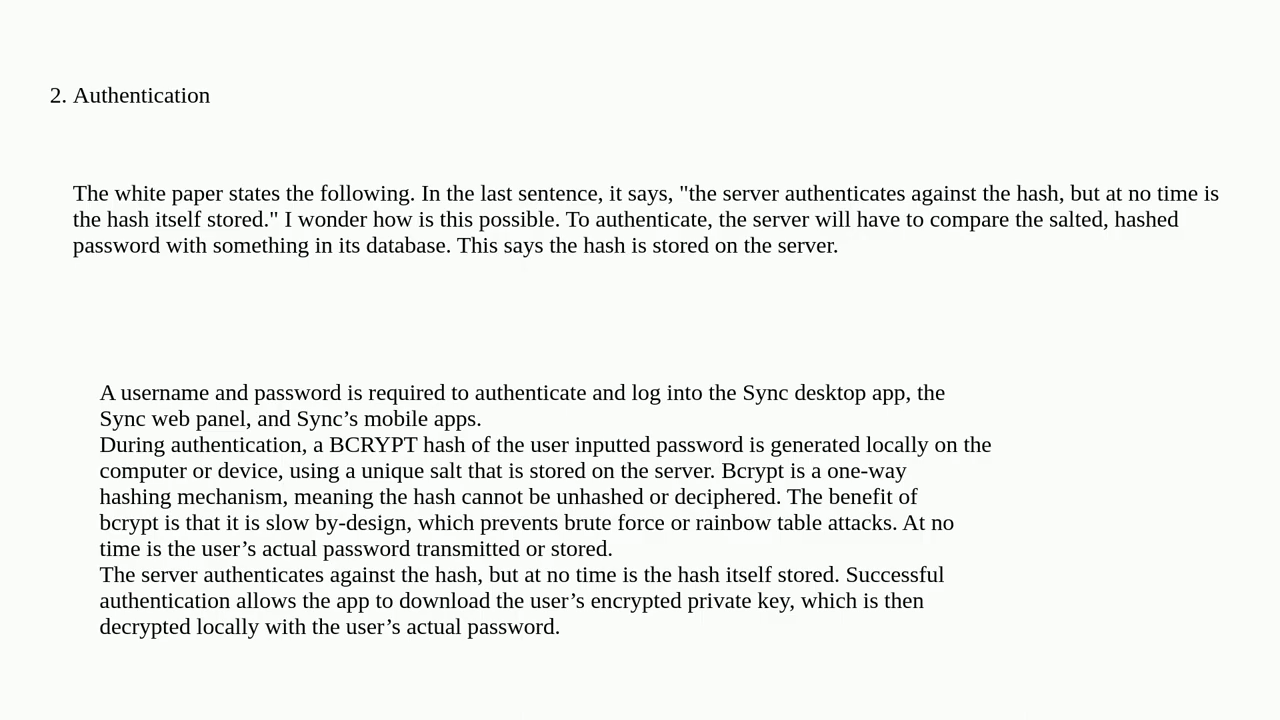 2. Authentication
The white paper states the following. In the last sentence, it says, "the server authenticates against the hash, but at no time is
the hash itself stored." I wonder how is this possible. To authenticate, the server will have to compare the salted, hashed
password with something in its database. This says the hash is stored on the server.
A username and password is required to authenticate and log into the Sync desktop app, the
Sync web panel, and Sync’s mobile apps.
During authentication, a BCRYPT hash of the user inputted password is generated locally on the
computer or device, using a unique salt that is stored on the server. Bcrypt is a one-way
hashing mechanism, meaning the hash cannot be unhashed or deciphered. The benefit of
bcrypt is that it is slow by-design, which prevents brute force or rainbow table attacks. At no
time is the user’s actual password transmitted or stored.
The server authenticates against the hash, but at no time is the hash itself stored. Successful
authentication allows the app to download the user’s encrypted private key, which is then
decrypted locally with the user’s actual password.